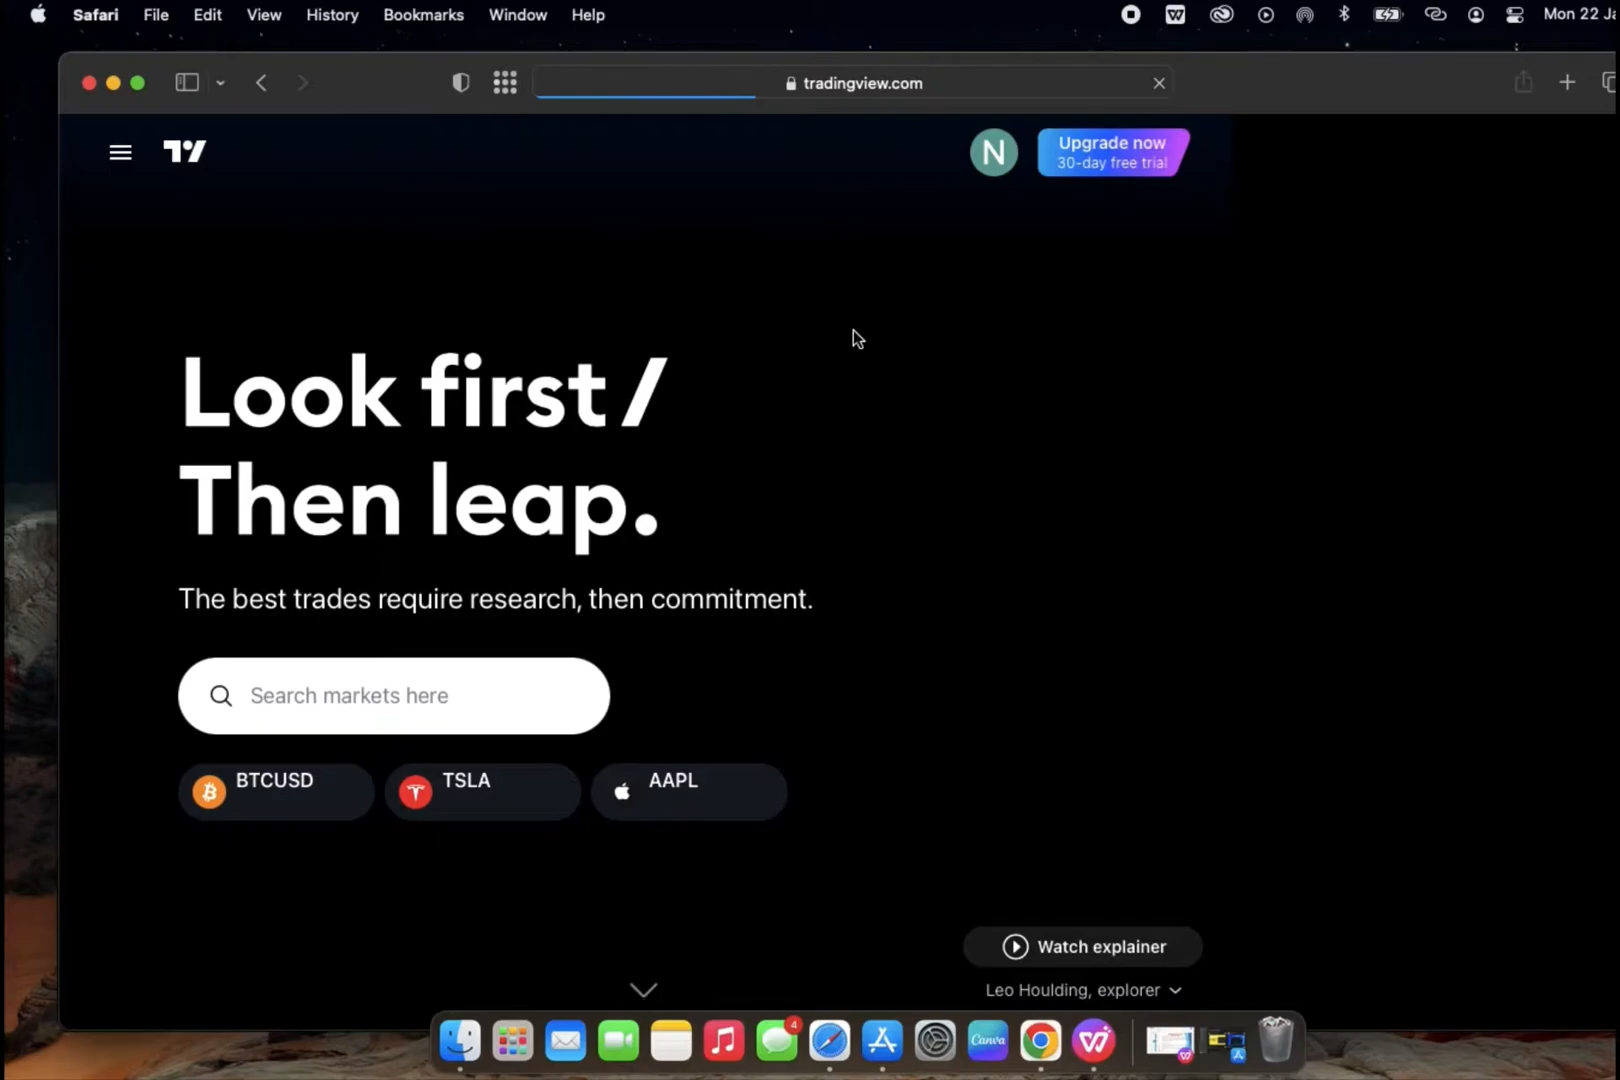 Safari File Edit View History Bookmarks Window Help Mon 22
tradingview.com
N
Upgrade now
30-day free trial
Look first /
Then leap.
The best trades require research, then commitment.
Search markets here
BTCUSD TSLA AAPL
Watch explainer
Leo Houlding, explorer
4
Canva